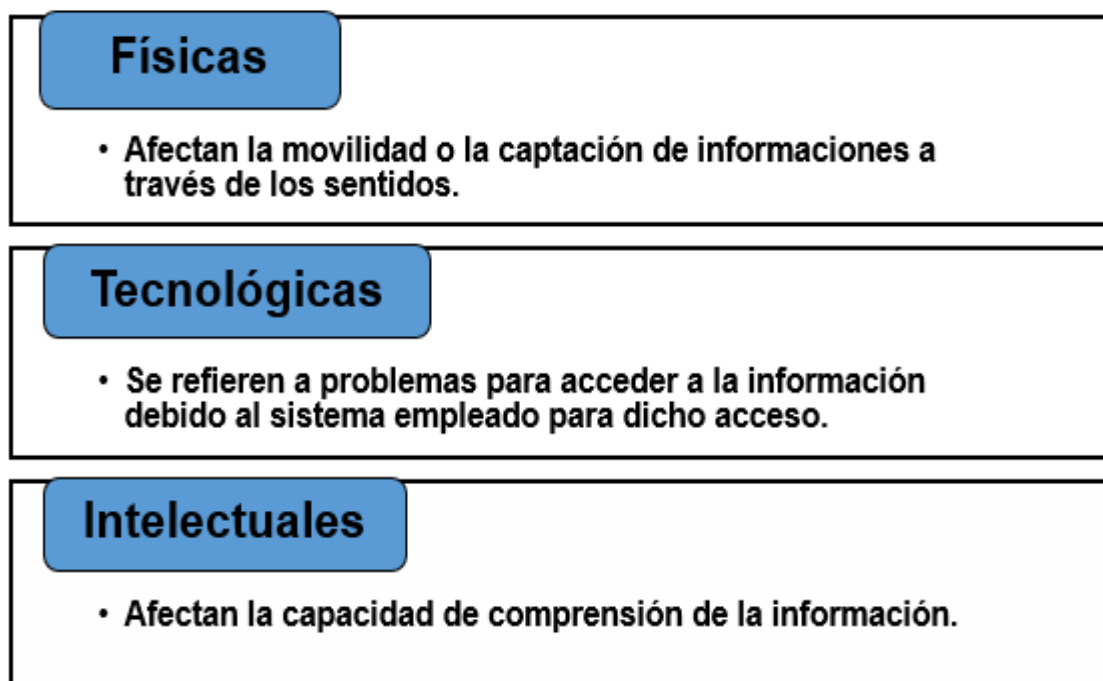 Físicas
• Afectan la movilidad o la captación de informaciones a
través de los sentidos.
Tecnológicas
• Se refieren a problemas para acceder a la información
debido al sistema empleado para dicho acceso.
Intelectuales
• Afectan la capacidad de comprensión de la información.